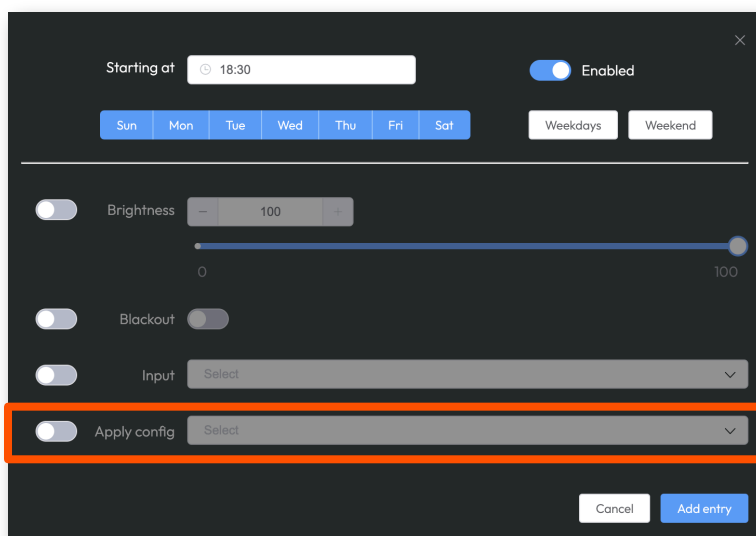 Starting at 18:30 Enabled
Sun Mon Tue Wed Thu Fri Sat Weekdays Weekend
Brightness 100
0 100
Blackout
Input Select
Apply config Select
Cancel Add entry